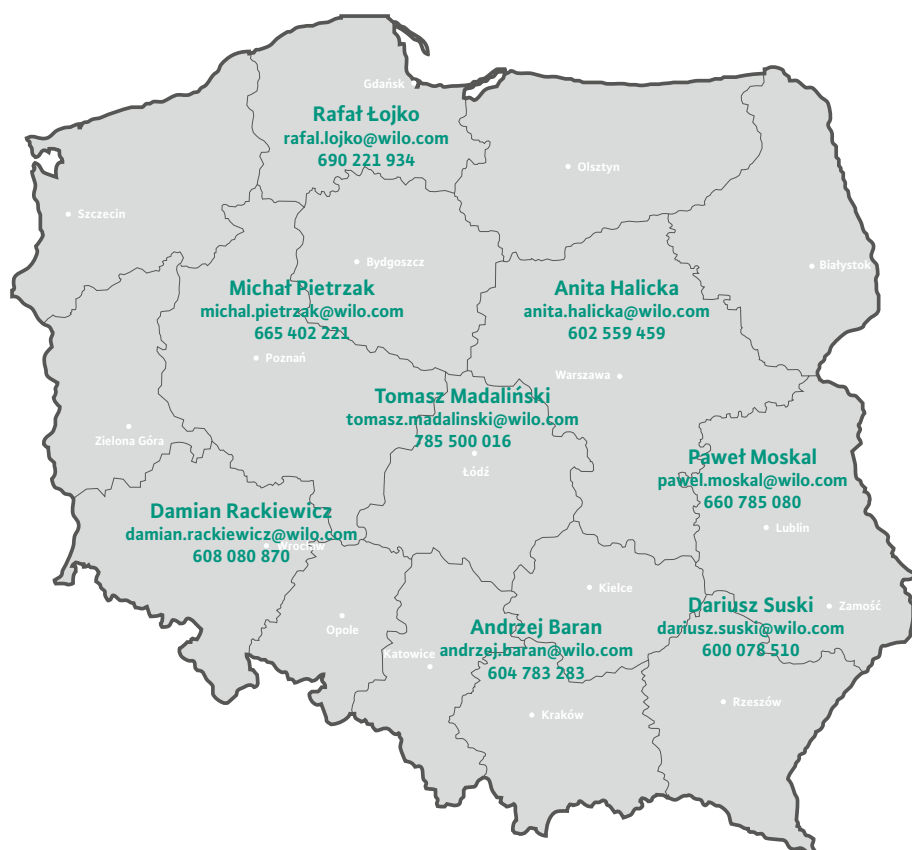 Gdańsk
Rafał Łojko
rafal.lojko@wilo.com
690 221 934
Olsztyn
Szczecin
Bydgoszcz
Białystok
Michał Pietrzak
michal.pietrzak@wilo.com
665 402 221
Anita Halicka
anita.halicka@wilo.com
602 559 459
Poznań
Warszawa
Tomasz Madaliński
tomasz.madalinski@wilo.com
785 500 016
Zielona Góra
Łódź
Paweł Moskal
pawel.moskal@wilo.com
660 785 080
Lublin
Damian Rackiewicz
damian.rackiewicz@wilo.com
608 080 870
Wrocław
Kielce
Dariusz Suski
dariusz.suski@wilo.com
600 078 510
Zamość
Opole
Andrzej Baran
andrzej.baran@wilo.com
604 783 283
Katowice
Rzeszów
Kraków